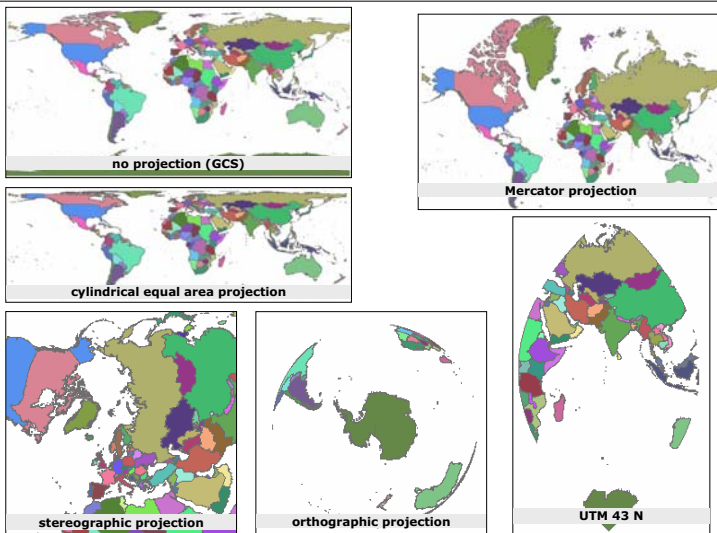 no projection (GCS)
Mercator projection
cylindrical equal area projection
stereographic projection
orthographic projection
UTM 43 N